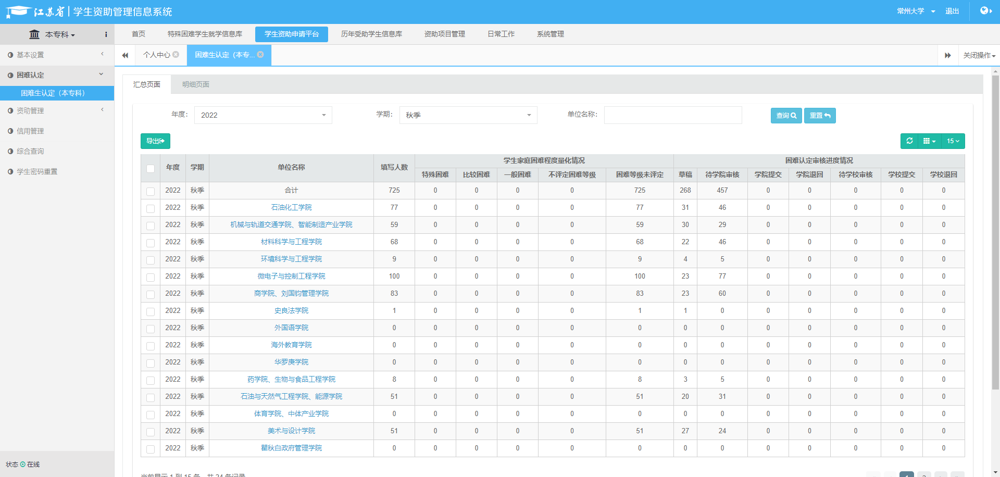 江苏省 | 学生资助管理信息系统
常州大学 退出
本专科
首页 特殊困难学生就学信息库 学生资助申请平台 历年受助学生信息库 资助项目管理 日常工作 系统管理
个人中心 困难生认定（本专... 关闭操作
基本设置
困难认定
困难生认定（本专科）
资助管理
信用管理
综合查询
学生密码重置
状态 在线
汇总页面 明细页面
年度： 2022 学期： 秋季 单位名称： 查询 重置
导出 15
年度 学期 单位名称 填写人数 学生家庭困难程度量化情况 困难认定审核进度情况
特殊困难 比较困难 一般困难 不评定困难等级 困难等级未评定 草稿 待学院审核 学院提交 学院退回 待学校审核 学校提交 学校退回
2022 秋季 合计 725 0 0 0 0 725 268 457 0 0 0 0 0
2022 秋季 石油化工学院 77 0 0 0 0 77 31 46 0 0 0 0 0
2022 秋季 机械与轨道交通学院、智能制造产业学院 59 0 0 0 0 59 30 29 0 0 0 0 0
2022 秋季 材料科学与工程学院 68 0 0 0 0 68 22 46 0 0 0 0 0
2022 秋季 环境科学与工程学院 9 0 0 0 0 9 4 5 0 0 0 0 0
2022 秋季 微电子与控制工程学院 100 0 0 0 0 100 23 77 0 0 0 0 0
2022 秋季 商学院、刘国钧管理学院 83 0 0 0 0 83 23 60 0 0 0 0 0
2022 秋季 史良法学院 1 0 0 0 0 1 1 0 0 0 0 0 0
2022 秋季 外国语学院 0 0 0 0 0 0 0 0 0 0 0 0 0
2022 秋季 海外教育学院 0 0 0 0 0 0 0 0 0 0 0 0 0
2022 秋季 华罗庚学院 0 0 0 0 0 0 0 0 0 0 0 0 0
2022 秋季 药学院、生物与食品工程学院 8 0 0 0 0 8 3 5 0 0 0 0 0
2022 秋季 石油与天然气工程学院、能源学院 51 0 0 0 0 51 20 31 0 0 0 0 0
2022 秋季 体育学院、中体产业学院 0 0 0 0 0 0 0 0 0 0 0 0 0
2022 秋季 美术与设计学院 51 0 0 0 0 51 27 24 0 0 0 0 0
2022 秋季 瞿秋白政府管理学院 0 0 0 0 0 0 0 0 0 0 0 0 0
当前显示 1 到 15 条，共 24 条记录